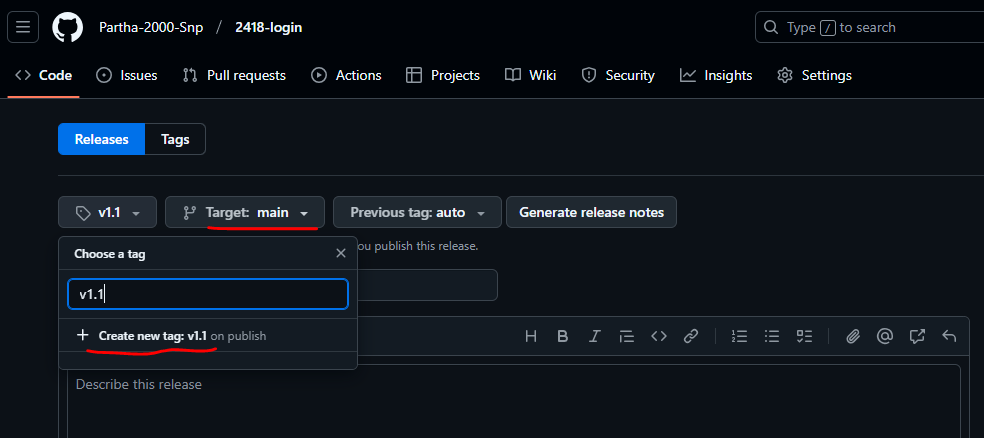 Partha-2000-Snp / 2418-login
Type / to search
Code Issues Pull requests Actions Projects Wiki Security Insights Settings
Releases Tags
v1.1 Target: main Previous tag: auto Generate release notes
ou publish this release.
Choose a tag
v1.1
Create new tag: v1.1 on publish
H B I
Describe this release